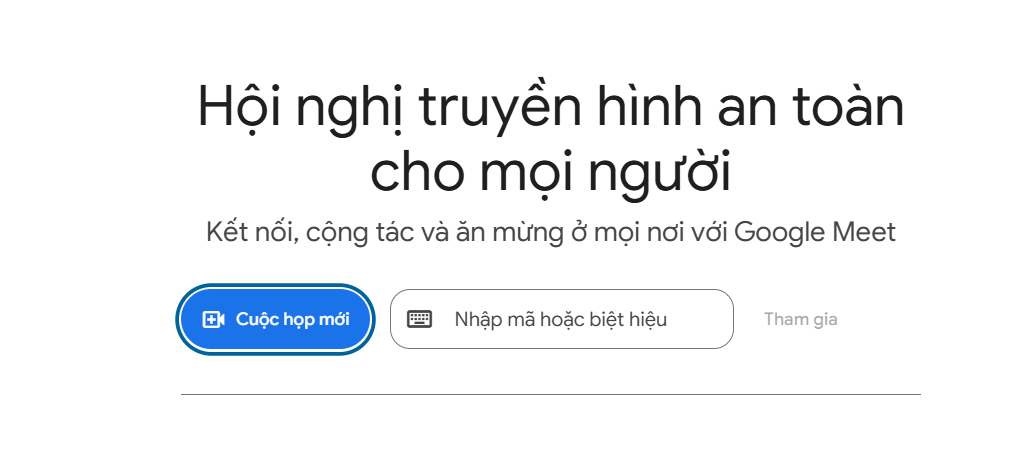 Hội nghị truyền hình an toàn
cho mọi người
Kết nối, cộng tác và ăn mừng ở mọi nơi với Google Meet
Cuộc họp mới
Nhập mã hoặc biệt hiệu
Tham gia